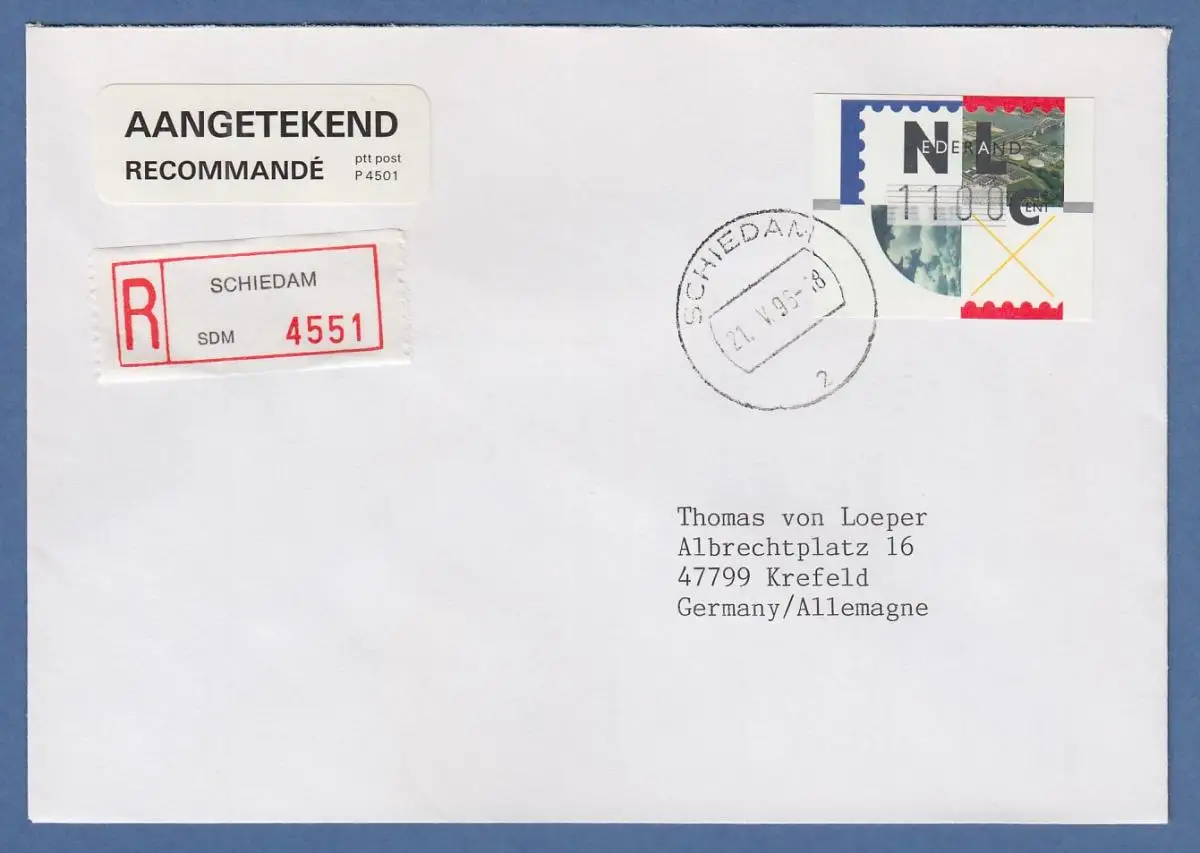 AANGETEKEND
RECOMMANDÉ
ptt post
P 4501
R
SCHIEDAM
SDM 4551
NL
NEDERLAND
1100
CENT
SCHIEDAM
21. V.96-18
2
Thomas von Loeper
Albrechtplatz 16
47799 Krefeld
Germany/Allemagne